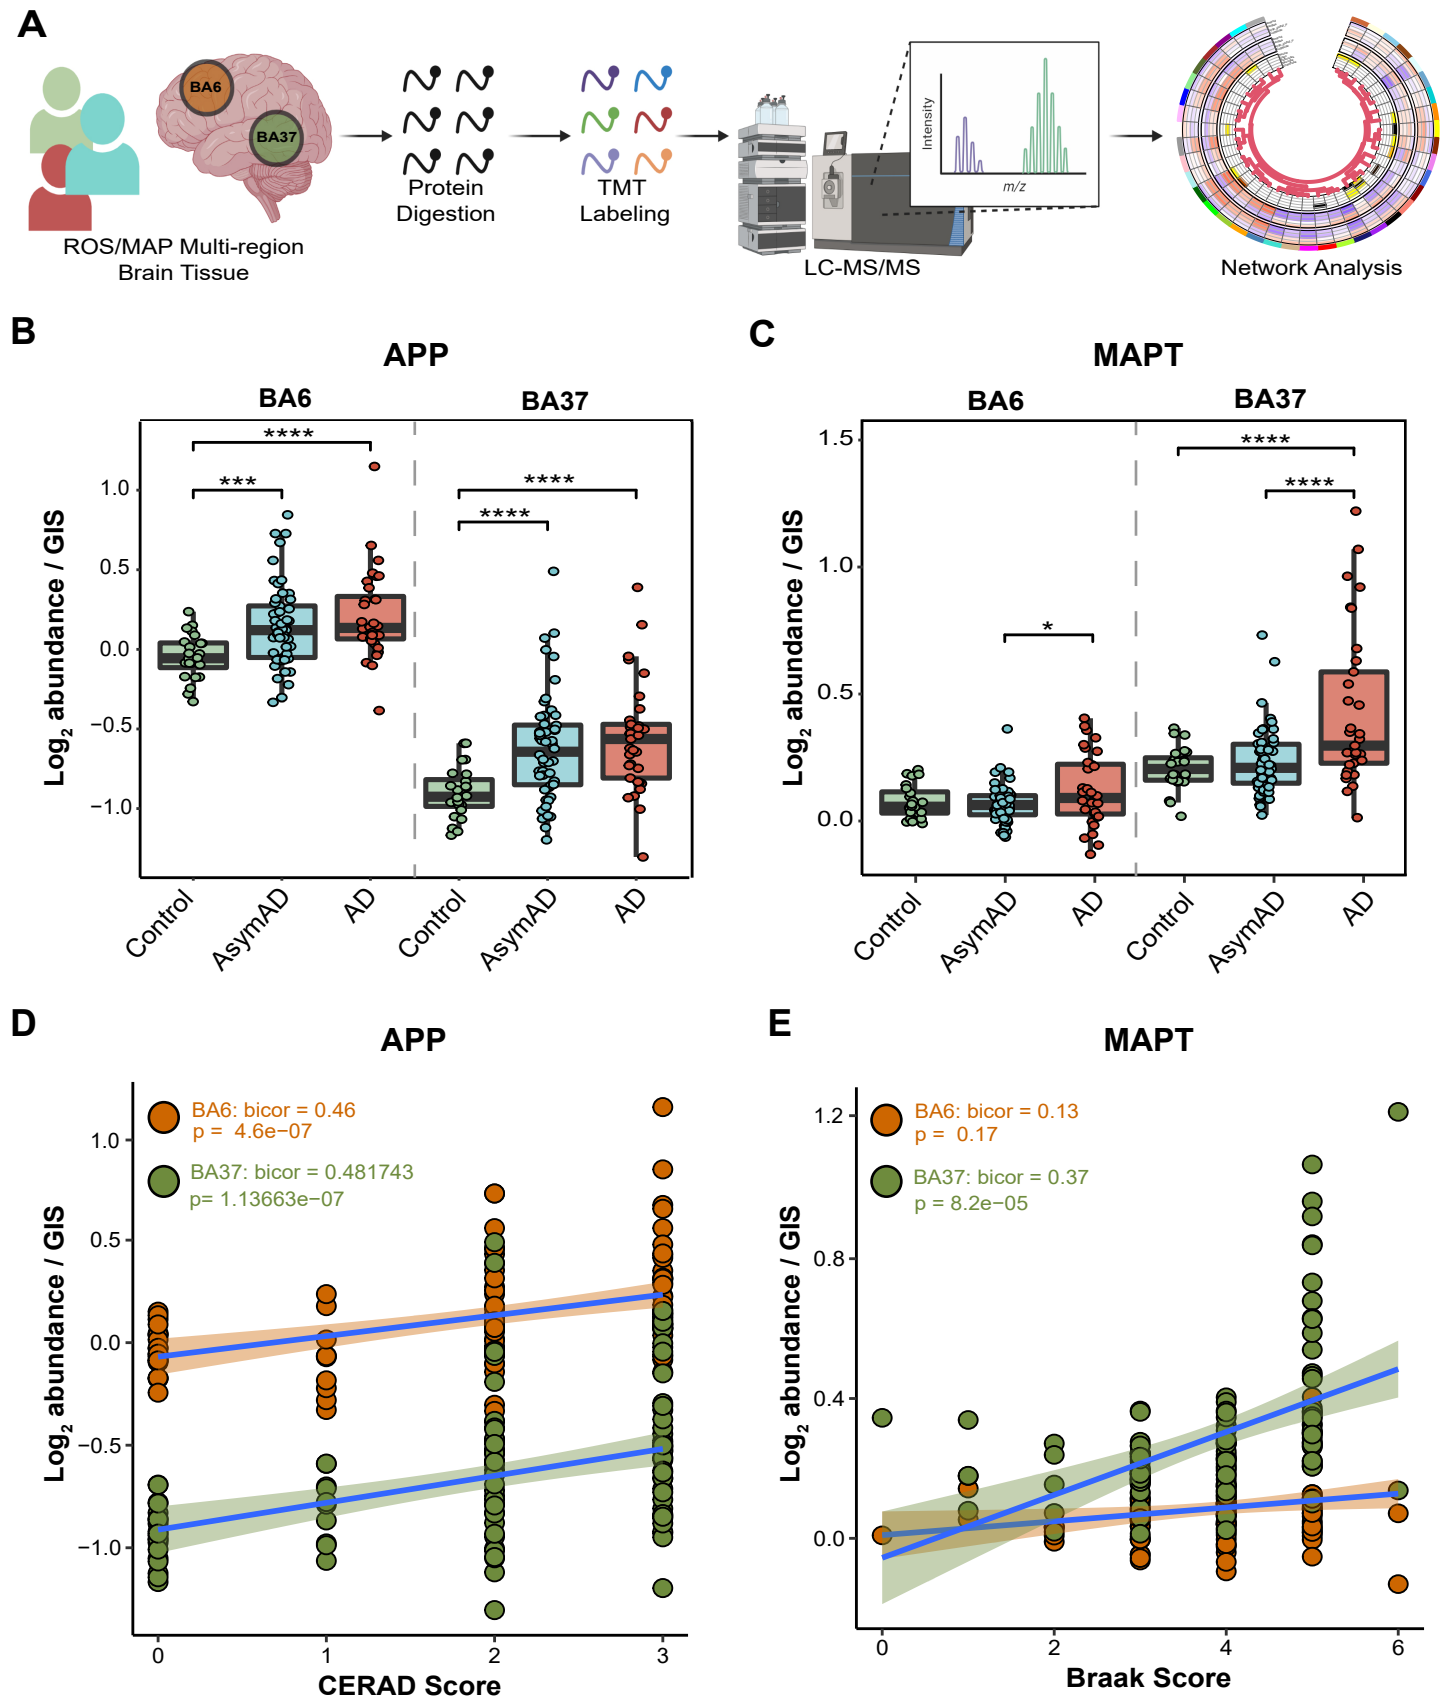 A
BA6
BA37
ROS/MAP Multi-region
Brain Tissue
Protein
Digestion
TMT
Labeling
Intensity
m/z
LC-MS/MS
Network Analysis
B
APP
BA6
BA37
Log2 abundance / GIS
1.0
0.5
0.0
−0.5
−1.0
****
***
****
****
Control
AsymAD
AD
Control
AsymAD
AD
C
MAPT
BA6
BA37
Log2 abundance / GIS
1.5
1.0
0.5
0.0
*
****
****
Control
AsymAD
AD
Control
AsymAD
AD
D
APP
BA6: bicor = 0.46
p = 4.6e−07
BA37: bicor = 0.481743
p= 1.13663e−07
Log2 abundance / GIS
1.0
0.5
0.0
−0.5
−1.0
0
1
2
3
CERAD Score
E
MAPT
BA6: bicor = 0.13
p = 0.17
BA37: bicor = 0.37
p = 8.2e−05
Log2 abundance / GIS
1.2
0.8
0.4
0.0
0
2
4
6
Braak Score